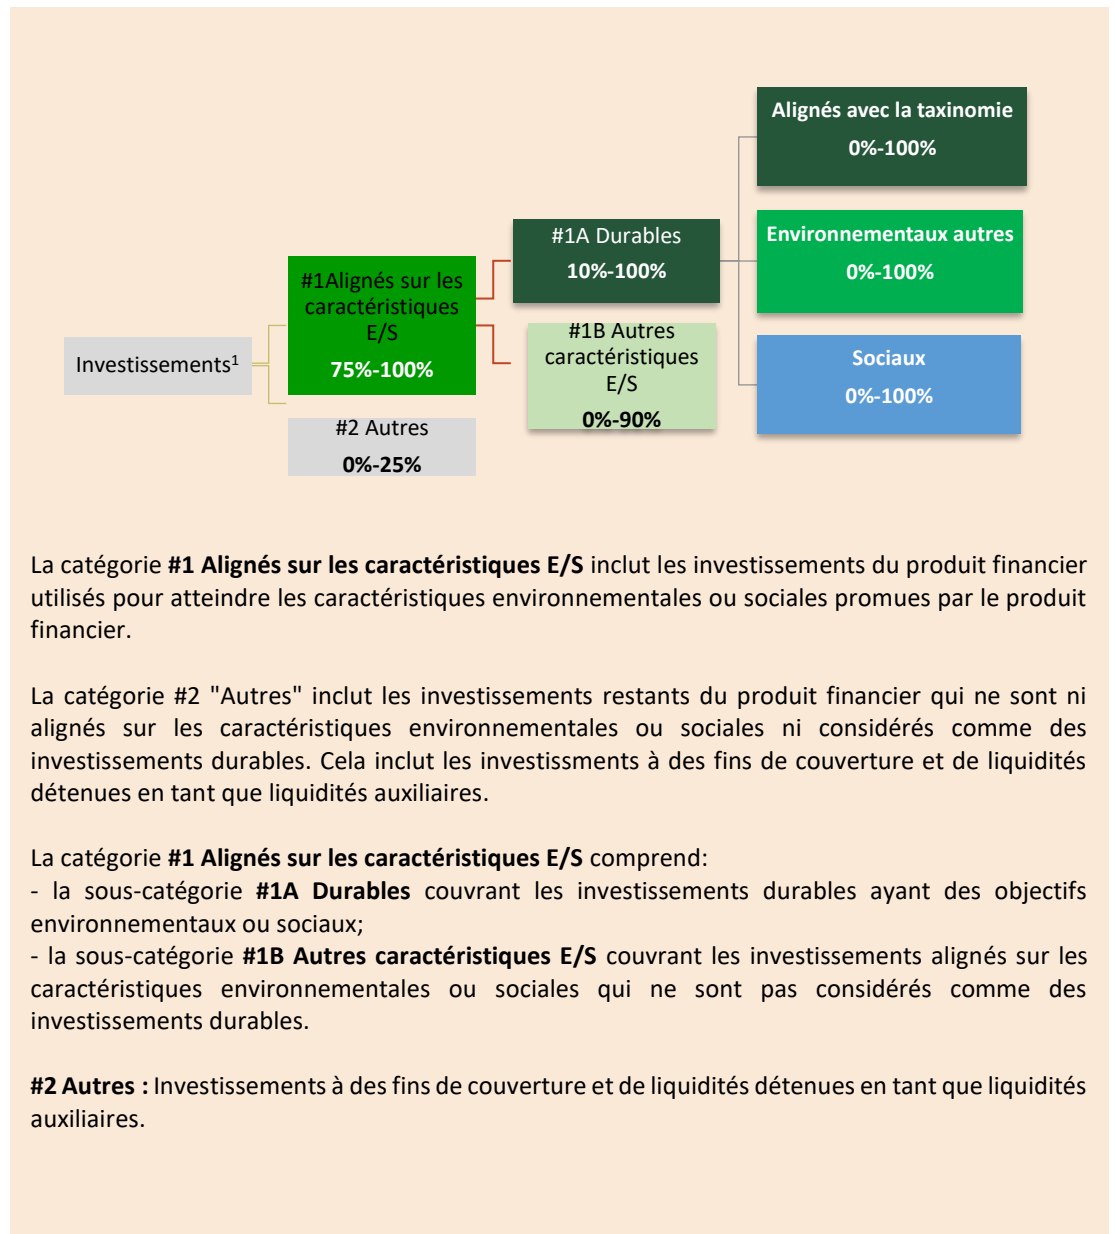 Investissements1
#1Alignés sur les
caractéristiques
E/S
75%-100%
#2 Autres
0%-25%
#1A Durables
10%-100%
#1B Autres
caractéristiques
E/S
0%-90%
Alignés avec la taxinomie
0%-100%
Environnementaux autres
0%-100%
Sociaux
0%-100%
La catégorie #1 Alignés sur les caractéristiques E/S inclut les investissements du produit financier
utilisés pour atteindre les caractéristiques environnementales ou sociales promues par le produit
financier.
La catégorie #2 "Autres" inclut les investissements restants du produit financier qui ne sont ni
alignés sur les caractéristiques environnementales ou sociales ni considérés comme des
investissements durables. Cela inclut les investissments à des fins de couverture et de liquidités
détenues en tant que liquidités auxiliaires.
La catégorie #1 Alignés sur les caractéristiques E/S comprend:
- la sous-catégorie #1A Durables couvrant les investissements durables ayant des objectifs
environnementaux ou sociaux;
- la sous-catégorie #1B Autres caractéristiques E/S couvrant les investissements alignés sur les
caractéristiques environnementales ou sociales qui ne sont pas considérés comme des
investissements durables.
#2 Autres : Investissements à des fins de couverture et de liquidités détenues en tant que liquidités
auxiliaires.